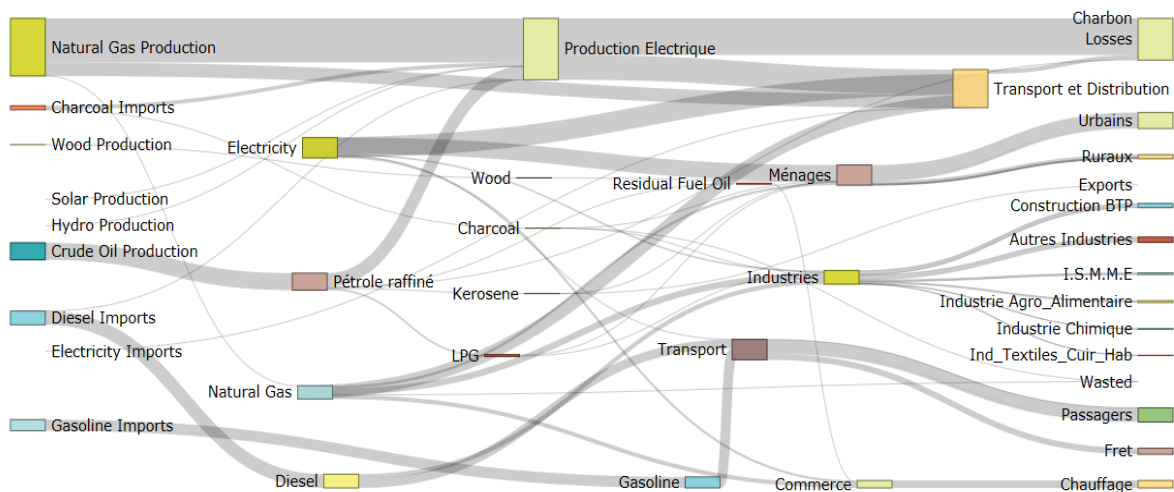 Natural Gas Production
Charcoal Imports
Wood Production
Solar Production
Hydro Production
Crude Oil Production
Diesel Imports
Electricity Imports
Gasoline Imports
Electricity
Pétrole raffiné
Natural Gas
Diesel
Production Electrique
Wood
Charcoal
Kerosene
LPG
Residual Fuel Oil
Transport
Gasoline
Ménages
Industries
Commerce
Transport et Distribution
Charbon
Losses
Urbains
Ruraux
Exports
Construction BTP
Autres Industries
I.S.M.M.E
Industrie Agro_Alimentaire
Industrie Chimique
Ind_Textiles_Cuir_Hab
Wasted
Passagers
Fret
Chauffage